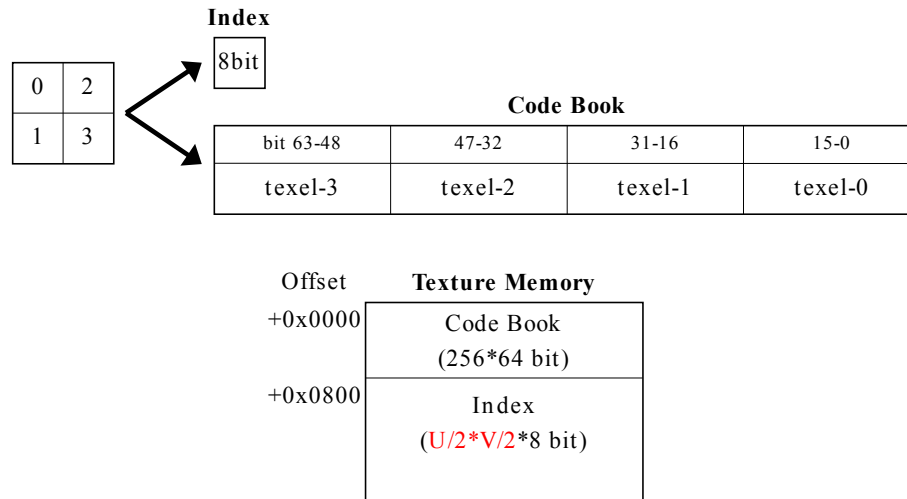 Index
8bit
0 2
1 3
Code Book
bit 63-48 47-32 31-16 15-0
texel-3 texel-2 texel-1 texel-0
Offset Texture Memory
+0x0000 Code Book
(256*64 bit)
+0x0800 Index
(U/2*V/2*8 bit)